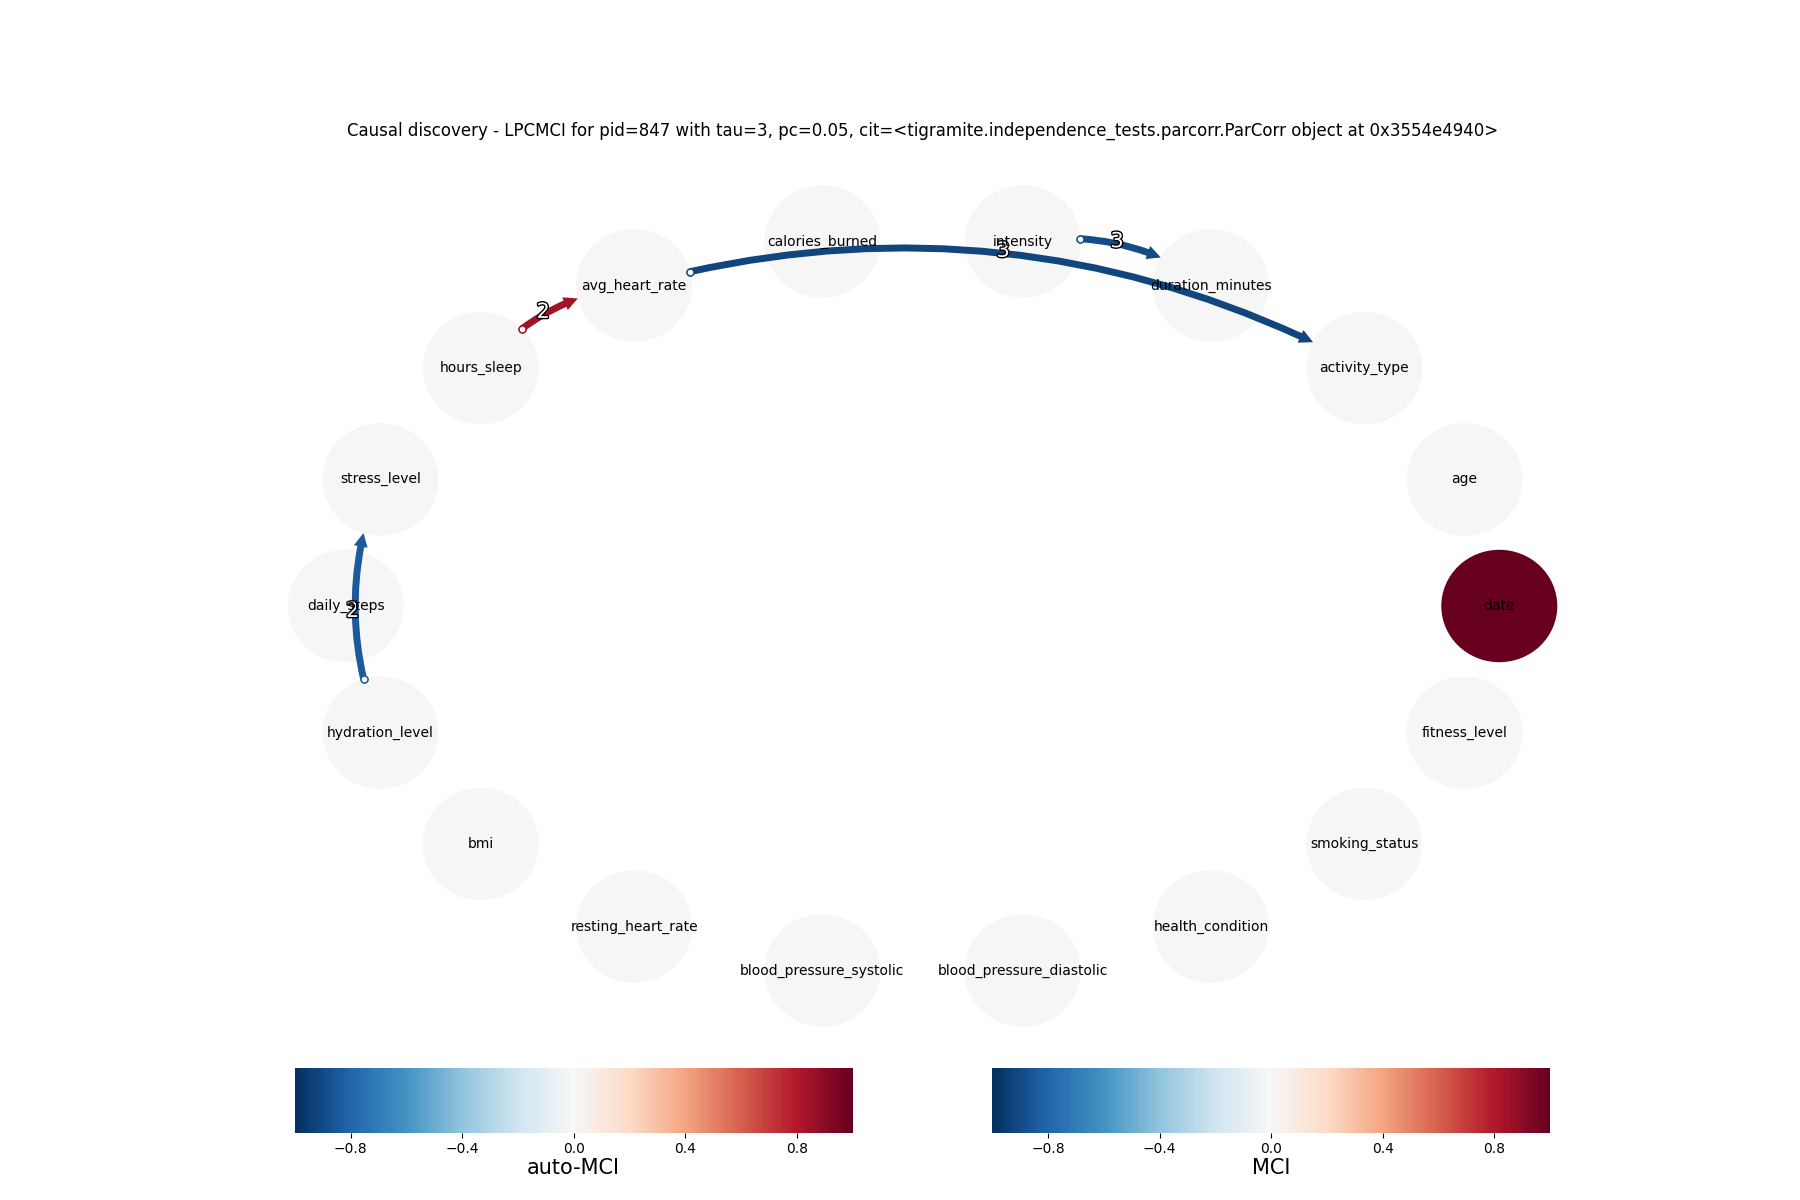 Causal discovery - LPCMCI for pid=847 with tau=3, pc=0.05, cit=<tigramite.independence_tests.parcorr.ParCorr object at 0x3554e4940>
calories_burned
intensity
3
3
avg_heart_rate
duration_minutes
2
hours_sleep
activity_type
stress_level
age
daily_steps
2
date
hydration_level
fitness_level
bmi
smoking_status
resting_heart_rate
health_condition
blood_pressure_systolic
blood_pressure_diastolic
−0.8 −0.4 0.0 0.4 0.8
auto-MCI
−0.8 −0.4 0.0 0.4 0.8
MCI